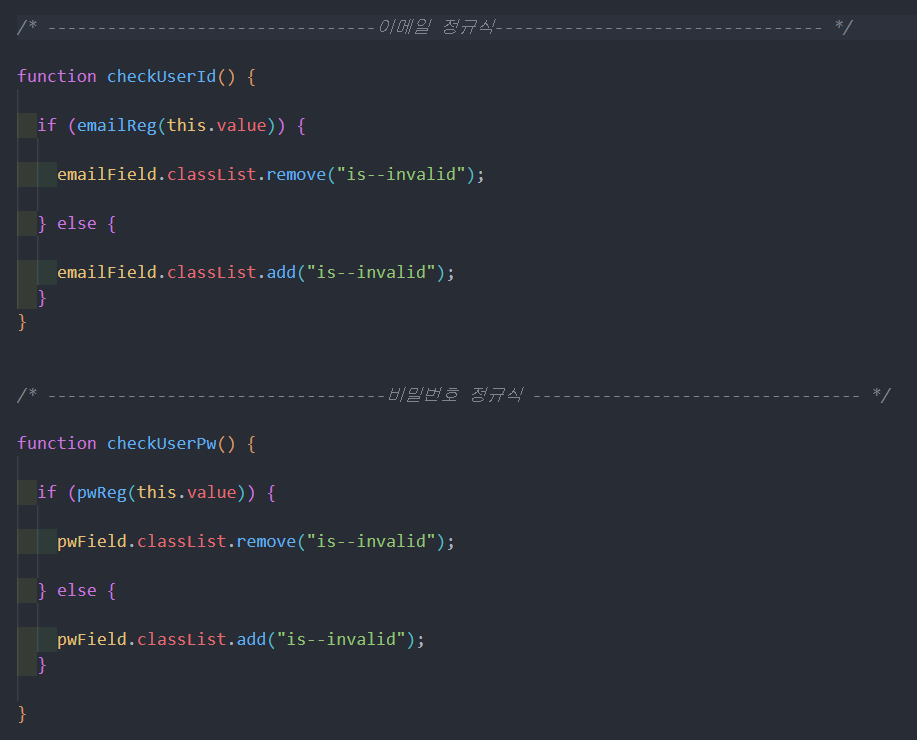 /* ---------------------------------이메일 정규식--------------------------------- */
function checkUserId() {
if (emailReg(this.value)) {
emailField.classList.remove("is--invalid");
} else {
emailField.classList.add("is--invalid");
}
}
/* ----------------------------------비밀번호 정규식 --------------------------------- */
function checkUserPw() {
if (pwReg(this.value)) {
pwField.classList.remove("is--invalid");
} else {
pwField.classList.add("is--invalid");
}
}